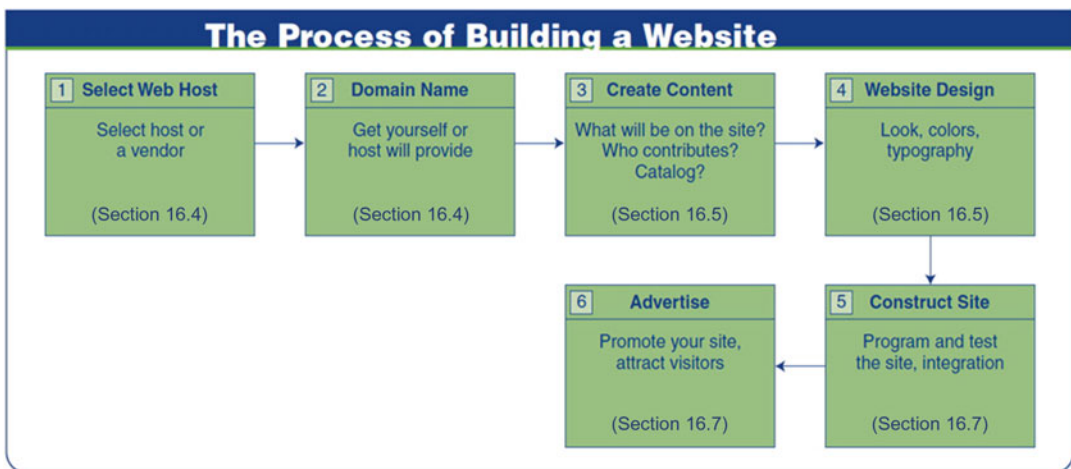 The Process of Building a Website
1 Select Web Host
Select host or
a vendor
(Section 16.4)
2 Domain Name
Get yourself or
host will provide
(Section 16.4)
3 Create Content
What will be on the site?
Who contributes?
Catalog?
(Section 16.5)
4 Website Design
Look, colors,
typography
(Section 16.5)
5 Construct Site
Program and test
the site, integration
(Section 16.7)
6 Advertise
Promote your site,
attract visitors
(Section 16.7)